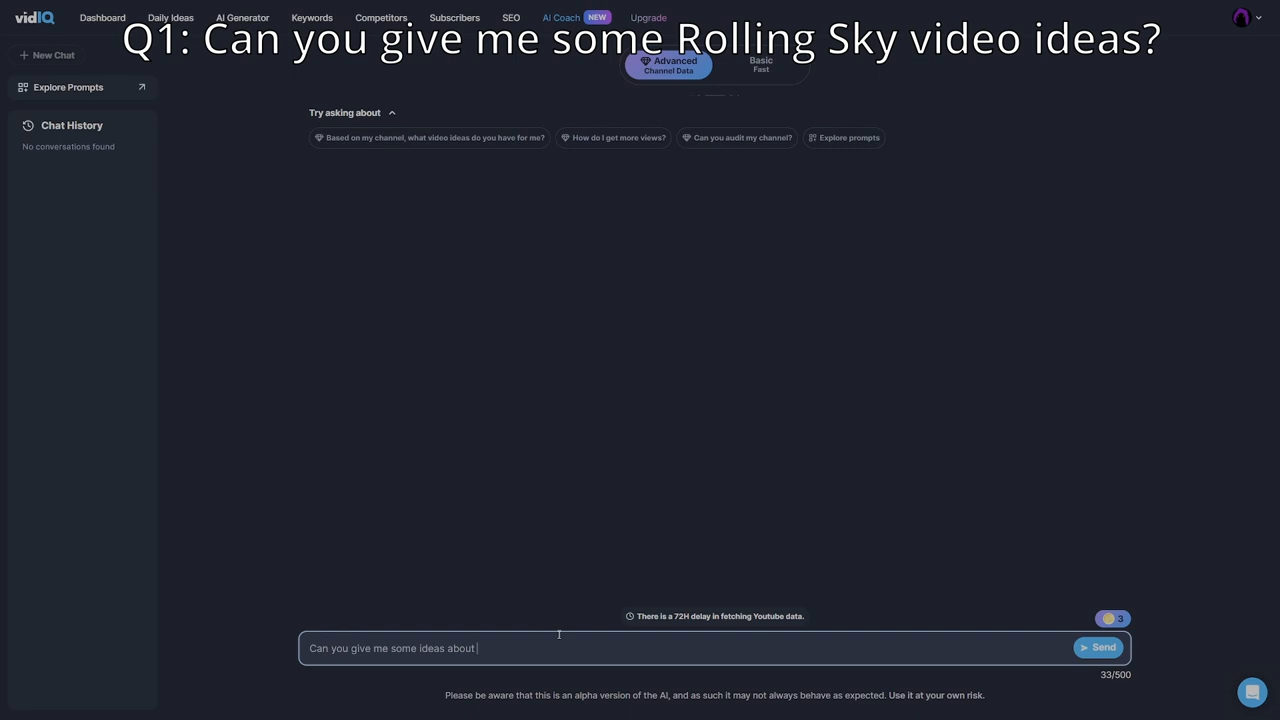 vidIQ
Dashboard
Daily Ideas
AI Generator
Keywords
Competitors
Subscribers
SEO
AI Coach NEW
Upgrade
Q1: Can you give me some Rolling Sky video ideas?
New Chat
Explore Prompts
Chat History
No conversations found
Advanced
Channel Data
Basic
Fast
Try asking about
Based on my channel, what video ideas do you have for me?
How do I get more views?
Can you audit my channel?
Explore prompts
There is a 72H delay in fetching Youtube data.
3
Can you give me some ideas about
Send
33/500
Please be aware that this is an alpha version of the AI, and as such it may not always behave as expected. Use it at your own risk.